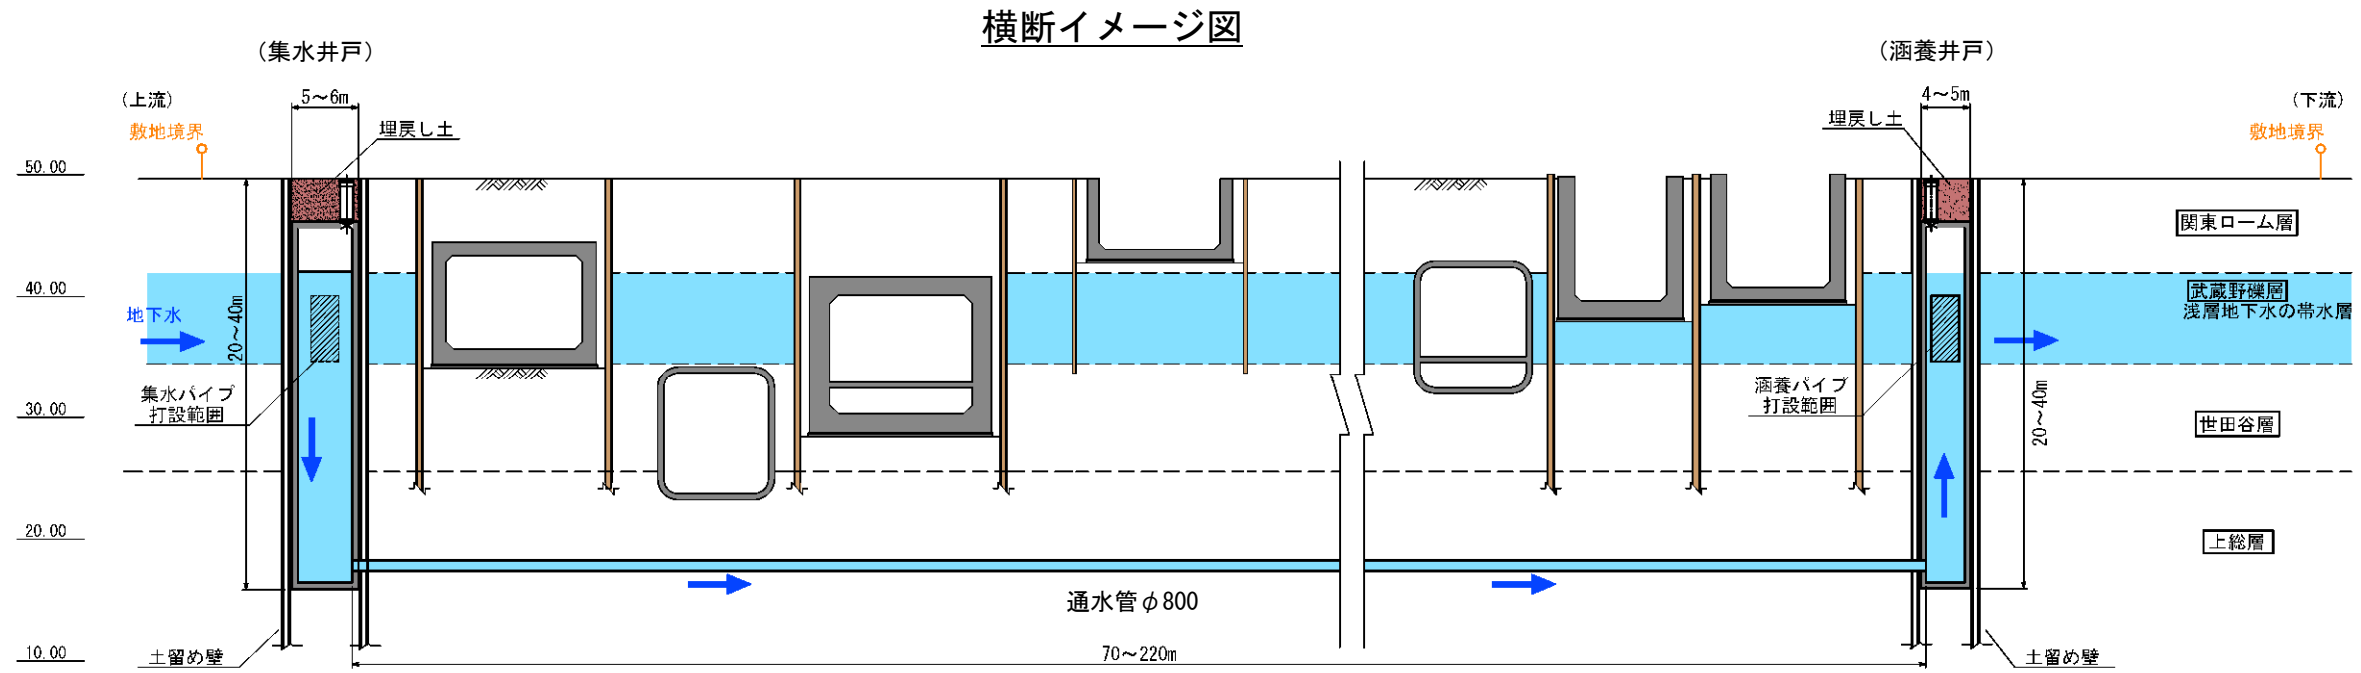 横断イメージ図
（集水井戸）
（涵養井戸）
（上流）
5～6m
4～5m
（下流）
敷地境界
埋戻し土
埋戻し土
敷地境界
50.00
関東ローム層
40.00
武蔵野礫層
浅層地下水の帯水層
地下水
20～40m
集水パイプ
打設範囲
涵養パイプ
打設範囲
30.00
20～40m
世田谷層
20.00
上総層
通水管φ800
10.00
土留め壁
70～220m
土留め壁